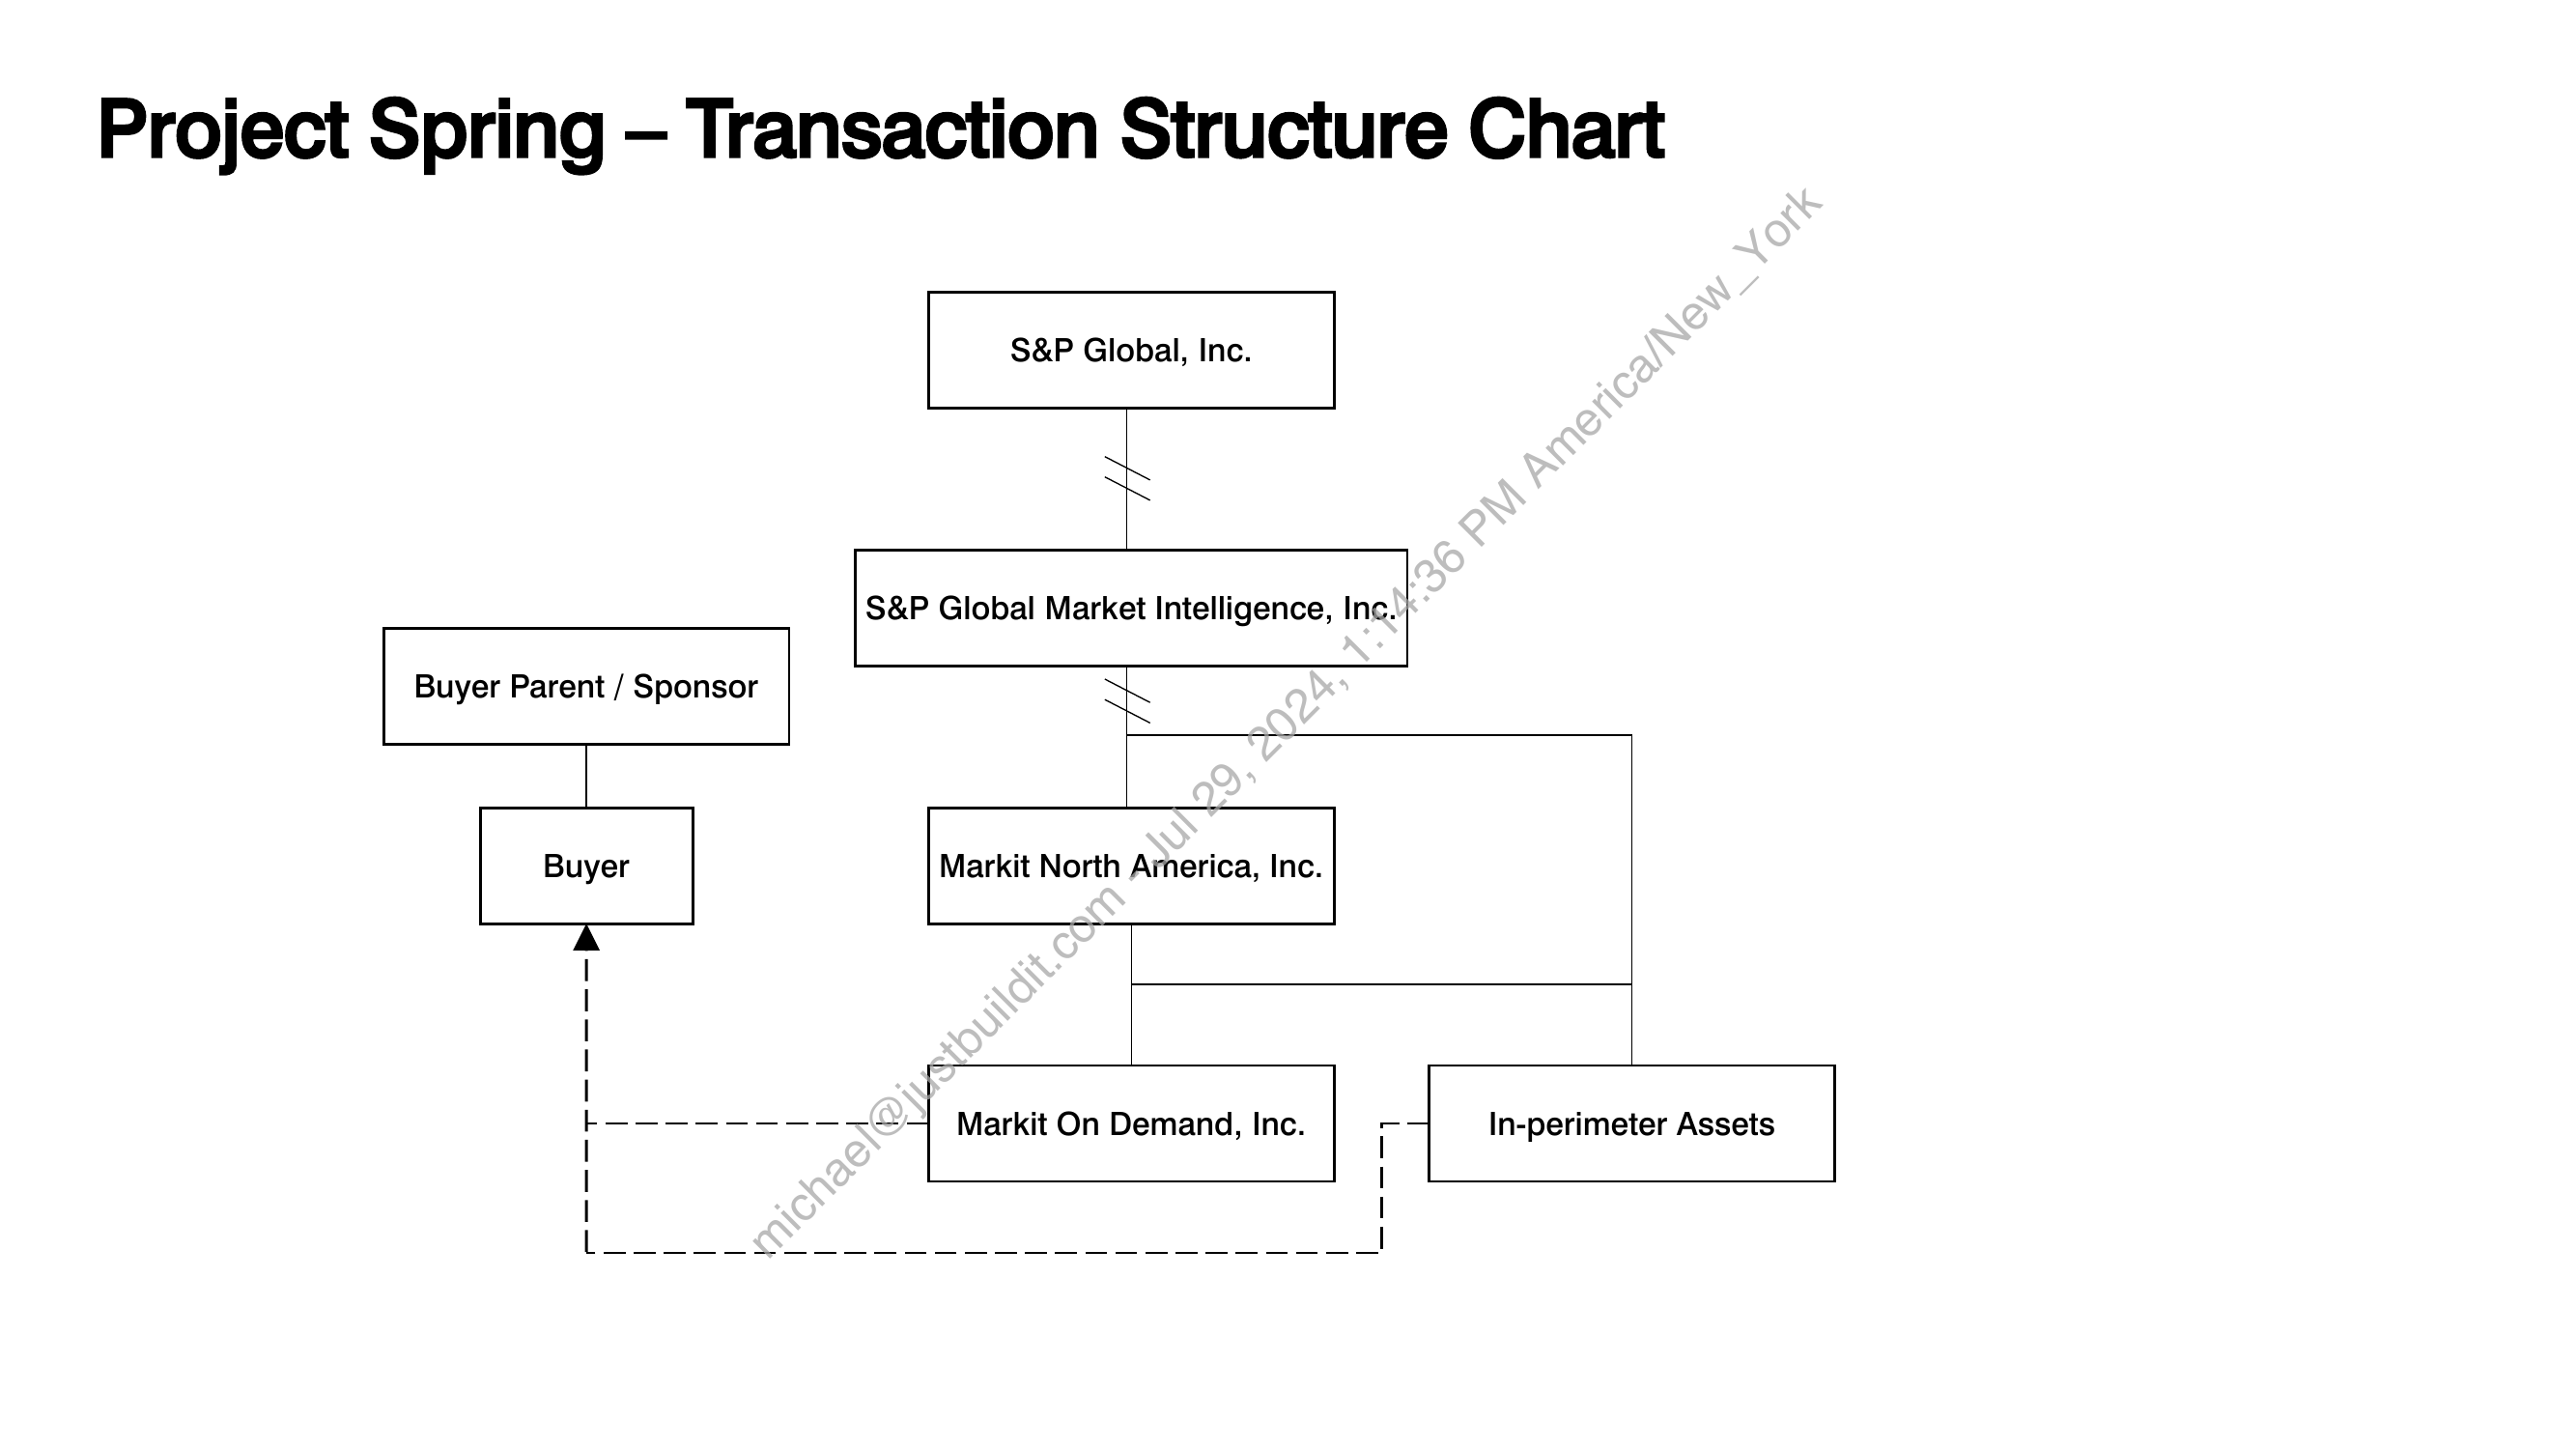 Project Spring – Transaction Structure Chart
S&P Global, Inc.
S&P Global Market Intelligence, Inc.
Buyer Parent / Sponsor
Buyer
Markit North America, Inc.
Markit On Demand, Inc.
In-perimeter Assets
michael@justbuildit.com - Jul 29, 2024, 1:14:36 PM America/New_York